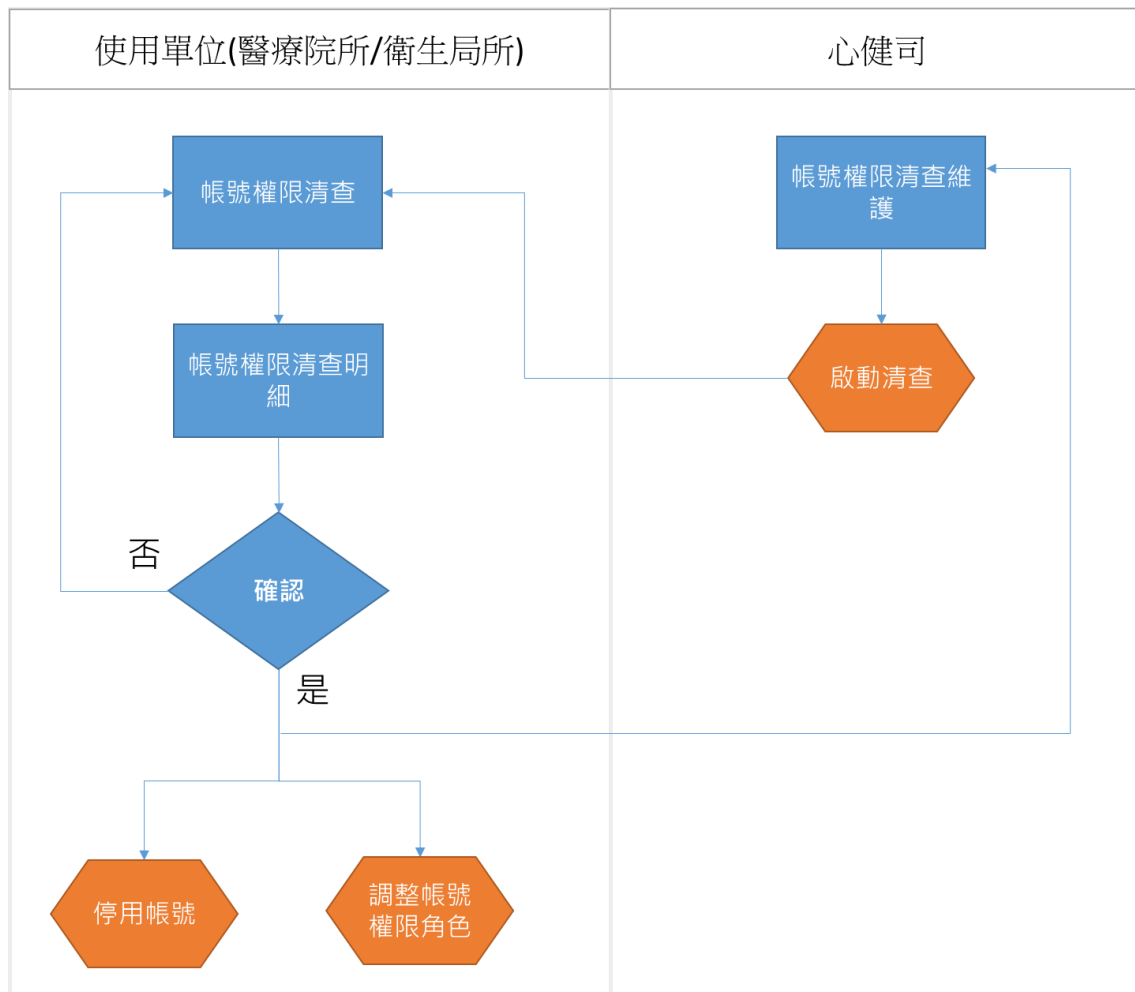 使用單位(醫療院所/衛生局所)
心健司
帳號權限清查
帳號權限清查維
護
帳號權限清查明
細
啟動清查
否
確認
是
停用帳號
調整帳號
權限角色